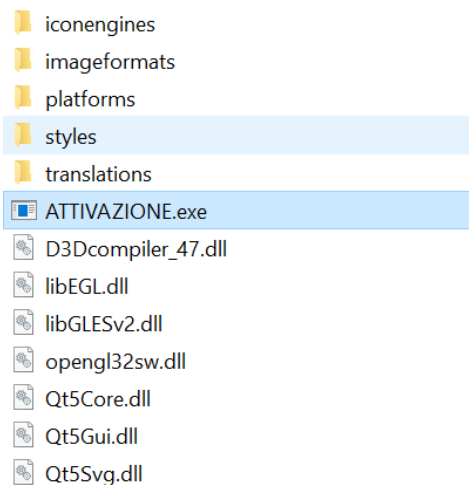 iconengines
imageformats
platforms
styles
translations
ATTIVAZIONE.exe
D3Dcompiler_47.dll
libEGL.dll
libGLESv2.dll
opengl32sw.dll
Qt5Core.dll
Qt5Gui.dll
Qt5Svg.dll